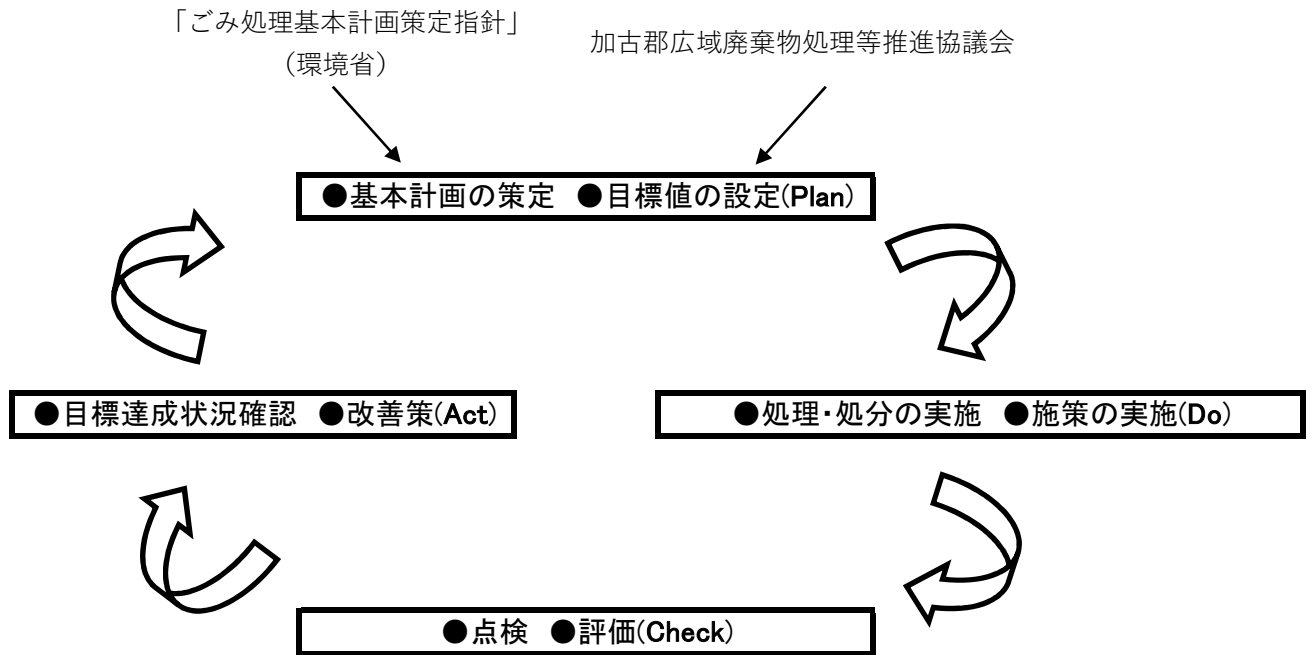 「ごみ処理基本計画策定指針」
（環境省）
加古郡広域廃棄物処理等推進協議会
●基本計画の策定　●目標値の設定(Plan)
●目標達成状況確認　●改善策(Act)
●処理・処分の実施　●施策の実施(Do)
●点検　●評価(Check)